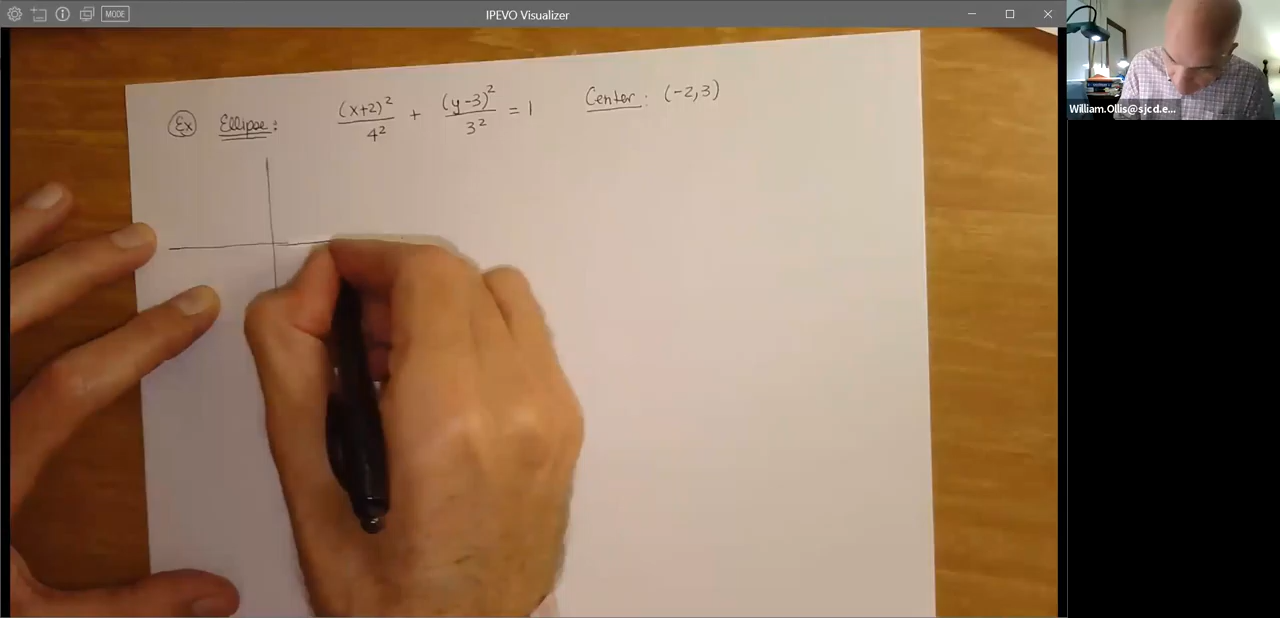 MODE
IPEVO Visualizer
William.Ollis@sjcd.e...
Ex Ellipse: (x+2)²/4² + (y-3)²/3² = 1 Center: (-2,3)